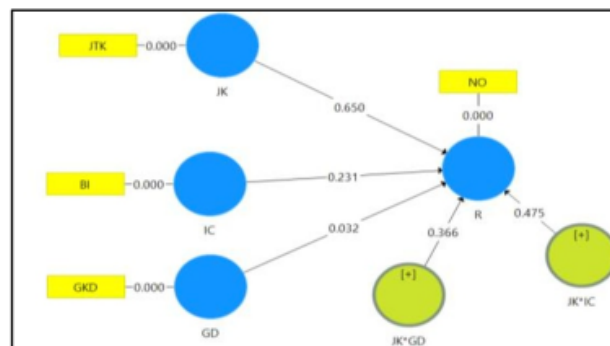 JTK
0.000
JK
NO
0.000
0.650
BI
0.000
IC
0.231
R
0.032
0.366
0.475
GKD
0.000
GD
[+]
JK*GD
[+]
JK*IC